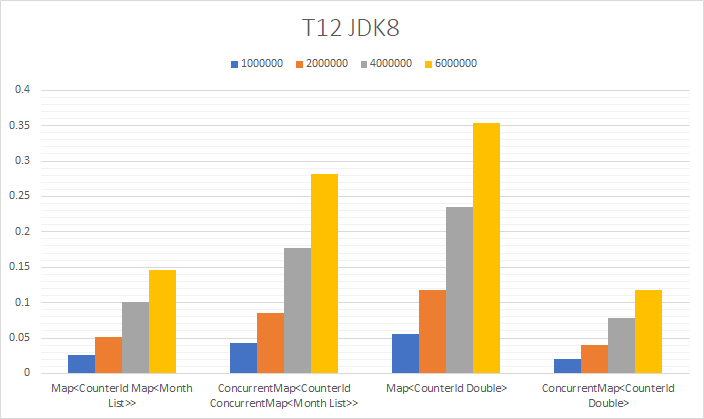 T12 JDK8
1000000 2000000 4000000 6000000
0.4
0.35
0.3
0.25
0.2
0.15
0.1
0.05
0
Map<CounterId Map<Month
List>>
ConcurrentMap<CounterId
ConcurrentMap<Month List>>
Map<CounterId Double>
ConcurrentMap<CounterId
Double>